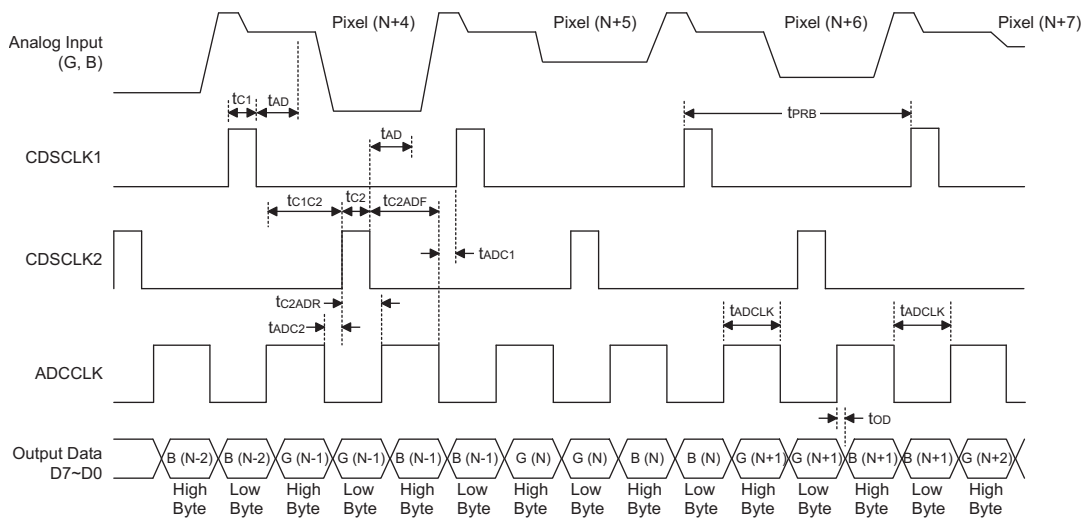 Pixel (N+4) Pixel (N+5) Pixel (N+6) Pixel (N+7)
Analog Input
(G, B)
tC1 tAD
tPRB
tAD
CDSCLK1
tC1C2 tC2 tC2ADF
tADC1
CDSCLK2
tC2ADR tADCLK tADCLK
tADC2
ADCCLK
tOD
Output Data
D7~D0
B (N-2) B (N-2) G (N-1) G (N-1) B (N-1) B (N-1) G (N) G (N) B (N) B (N) G (N+1) G (N+1) B (N+1) B (N+1) G (N+2)
High Low High Low High Low High Low High Low High Low High Low High
Byte Byte Byte Byte Byte Byte Byte Byte Byte Byte Byte Byte Byte Byte Byte